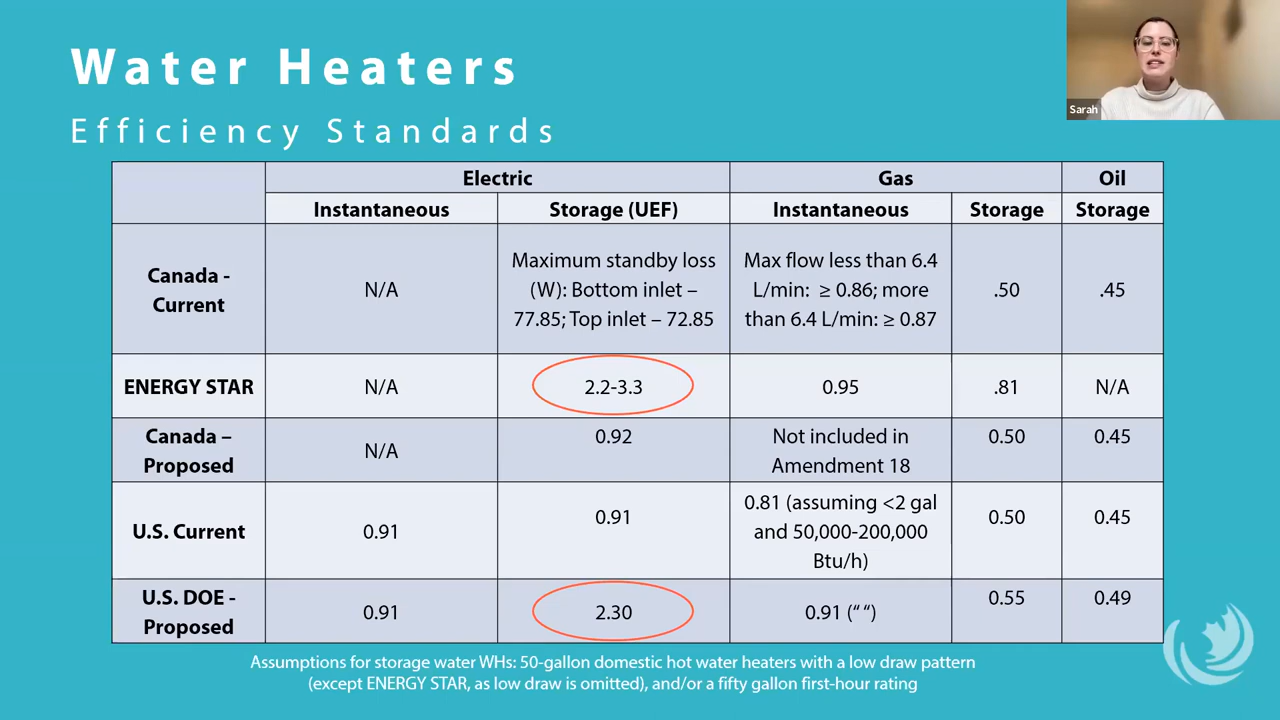 Water Heaters
Sarah
Efficiency Standards
Electric
Gas
Oil
Instantaneous
Storage (UEF)
Instantaneous
Storage
Storage
Canada -
Current
N/A
Maximum standby loss
(W): Bottom inlet –
77.85; Top inlet – 72.85
Max flow less than 6.4
L/min: ≥ 0.86; more
than 6.4 L/min: ≥ 0.87
.50
.45
ENERGY STAR
N/A
2.2-3.3
0.95
.81
N/A
Canada –
Proposed
N/A
0.92
Not included in
Amendment 18
0.50
0.45
U.S. Current
0.91
0.91
0.81 (assuming <2 gal
and 50,000-200,000
Btu/h)
0.50
0.45
U.S. DOE -
Proposed
0.91
2.30
0.91 (“ “)
0.55
0.49
Assumptions for storage water WHs: 50-gallon domestic hot water heaters with a low draw pattern
(except ENERGY STAR, as low draw is omitted), and/or a fifty gallon first-hour rating